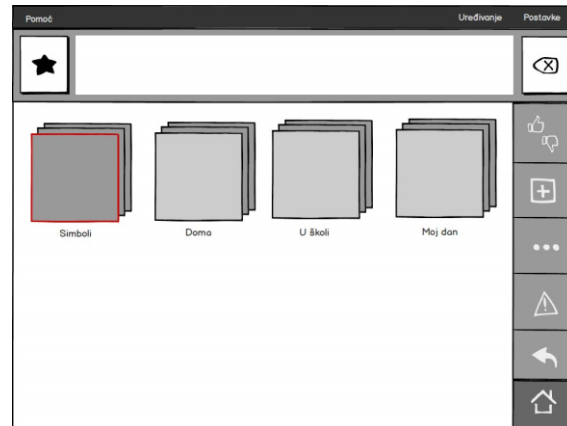 Pomoć Uređivanje Postavke
Simboli Doma U školi Moj dan